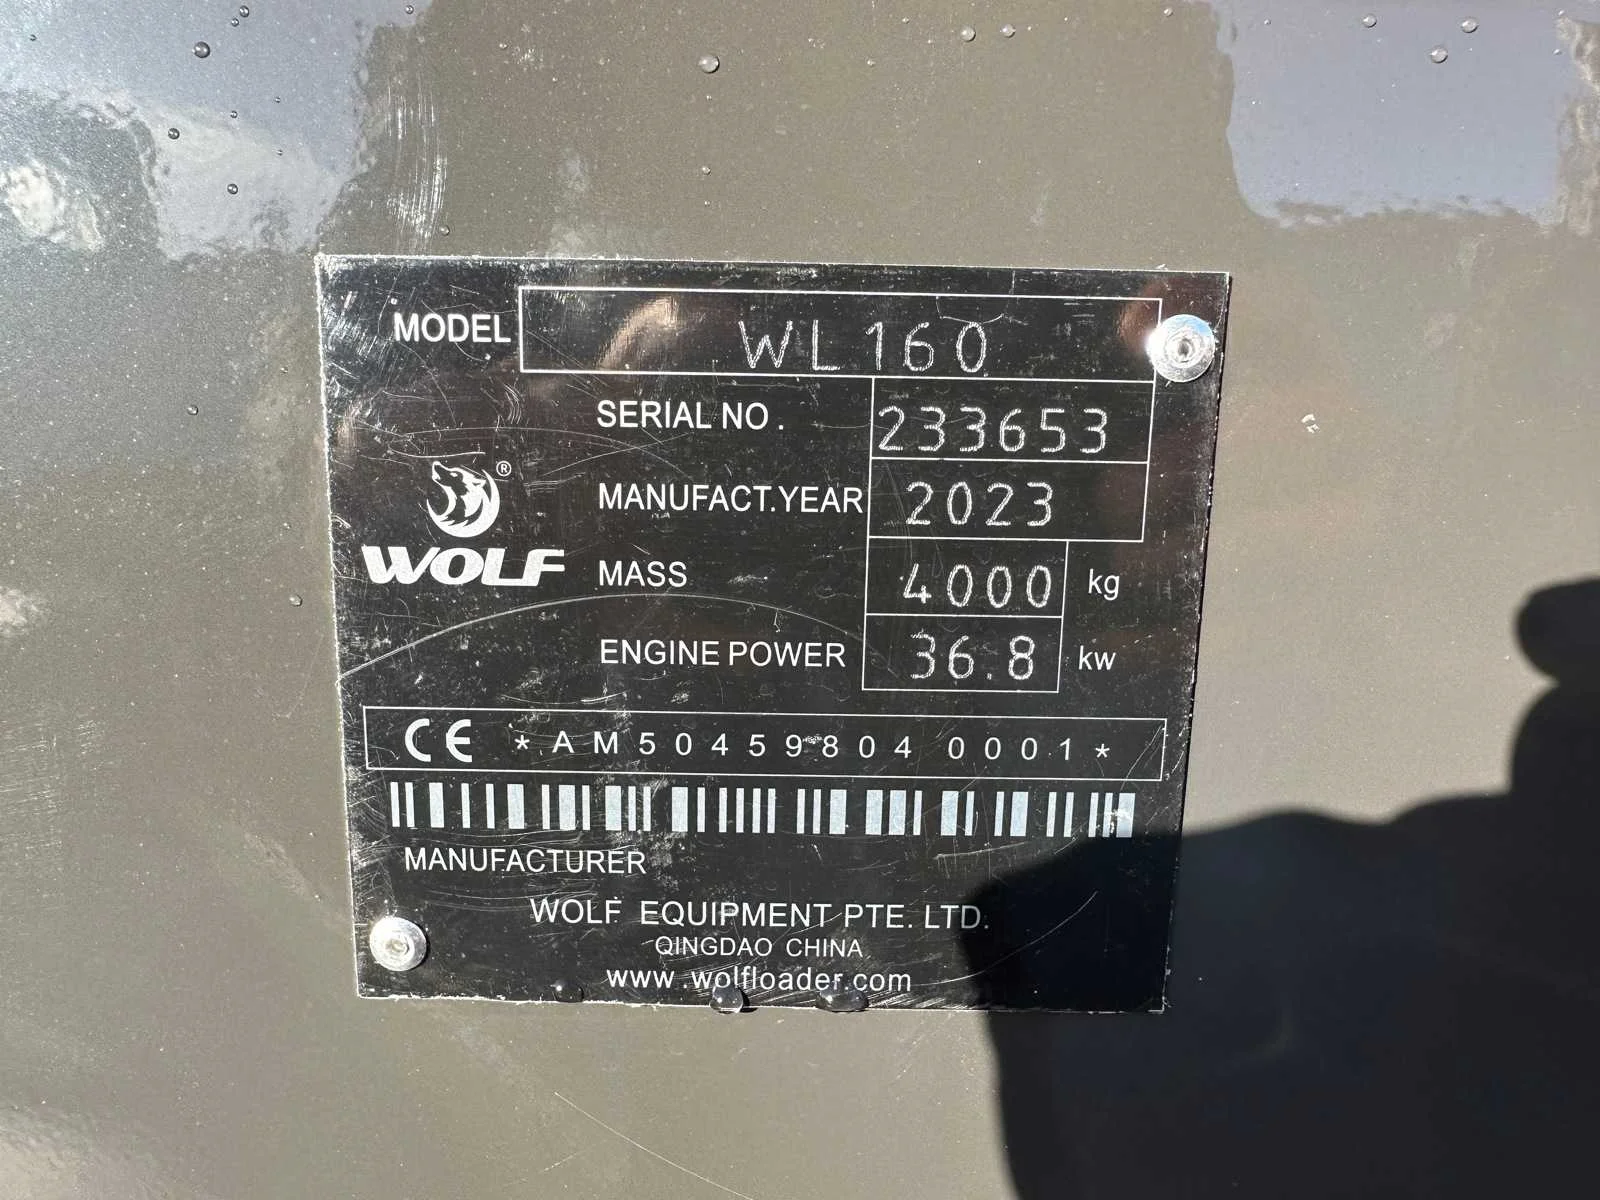 MODEL WL160
SERIAL NO. 233653
MANUFACT.YEAR 2023
®
WOLF
MASS 4000 kg
ENGINE POWER 36.8 kw
CE *AM50459804 0001*
MANUFACTURER
WOLF EQUIPMENT PTE. LTD.
QINGDAO CHINA
www.wolfloader.com